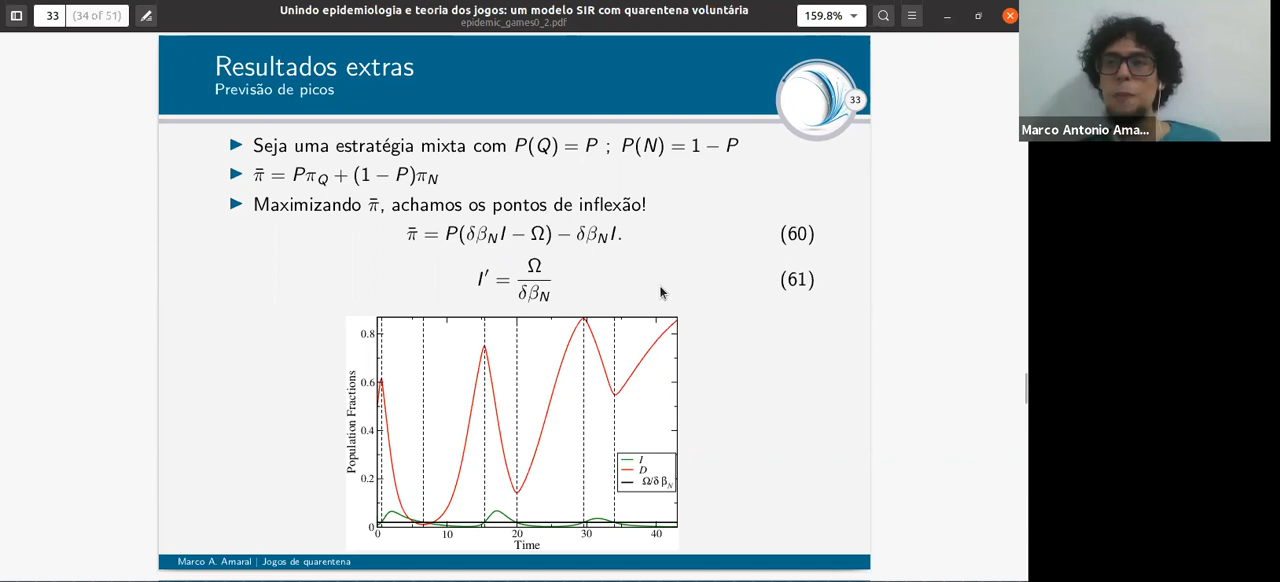 Unindo epidemiologia e teoria dos jogos: um modelo SIR com quarentena voluntária
33 (34 of 51) epidemic_games0_2.pdf 159.8%
Resultados extras
Previsão de picos
33
Marco Antonio Ama...
▶ Seja uma estratégia mixta com P(Q) = P ; P(N) = 1 − P
▶ π̄ = Pπ_Q + (1 − P)π_N
▶ Maximizando π̄, achamos os pontos de inflexão!
π̄ = P(δβ_N I − Ω) − δβ_N I. (60)
I′ = Ω / δβ_N (61)
Population Fractions
0.8
0.6
0.4
0.2
0
I
D
Ω/δ β_N
0 10 20 30 40
Time
Marco A. Amaral | Jogos de quarentena